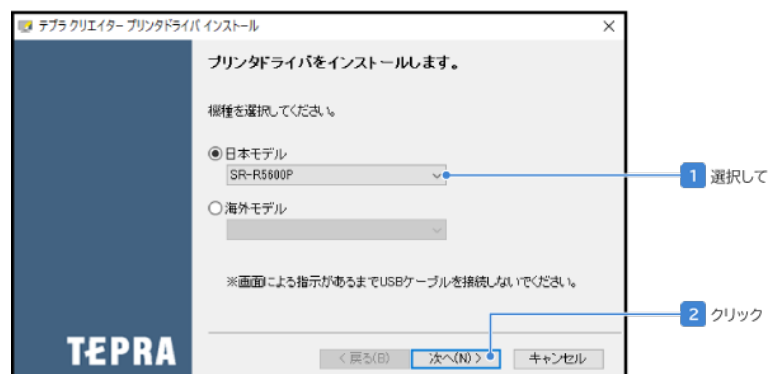 テプラ クリエイター プリンタドライバ インストール
プリンタドライバをインストールします。
機種を選択してください。
日本モデル
SR-R5600P
1 選択して
海外モデル
※画面による指示があるまでUSBケーブルを接続しないでください。
2 クリック
TEPRA
< 戻る(B) 次へ(N) > キャンセル